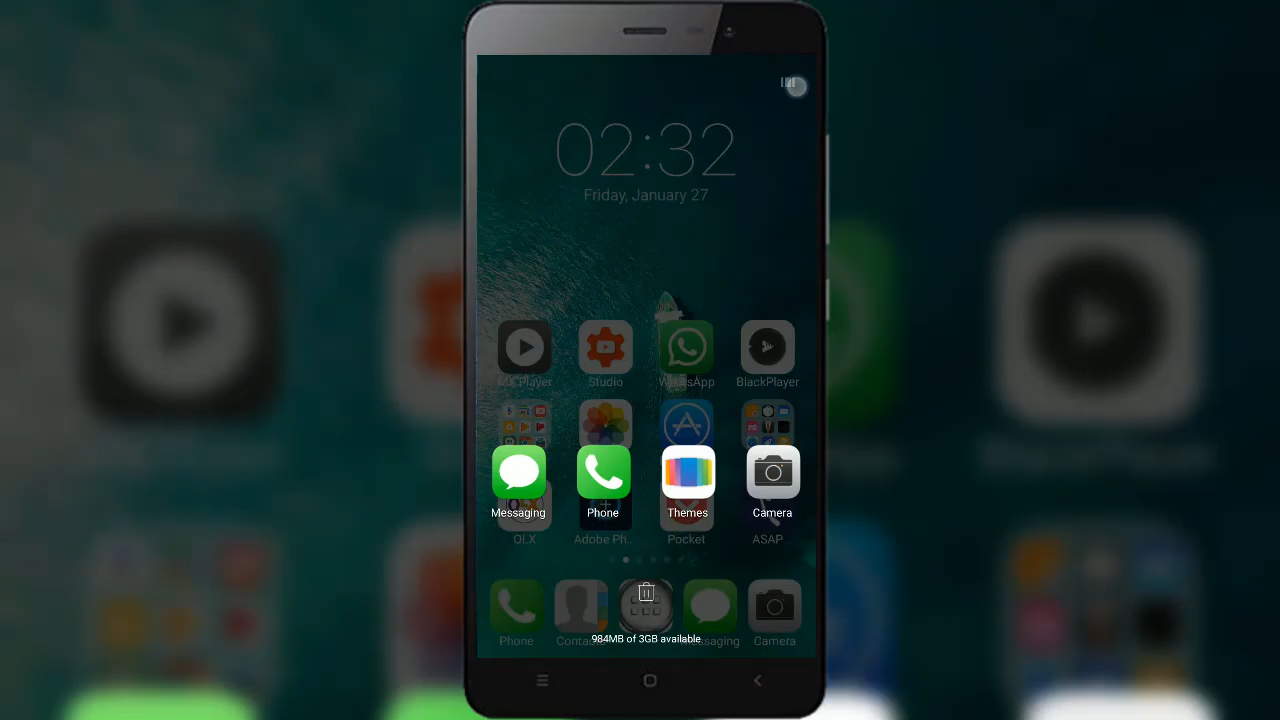 02:32
Friday, January 27
MX Player Studio WhatsApp BlackPlayer
Messaging Phone Themes Camera
OLX Adobe Ph.. Pocket ASAP
984MB of 3GB available
Phone Contacts Messaging Camera